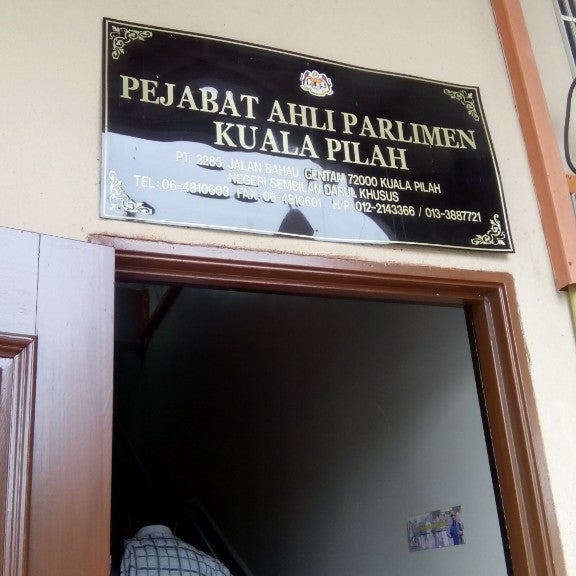 PEJABAT AHLI PARLIMEN
KUALA PILAH
PT. 2285, JALAN BAHAU, GENTAM 72000 KUALA PILAH
NEGERI SEMBILAN DARUL KHUSUS
TEL: 06-4810603 FAX: 06-4810601 H/P 012-2143366 / 013-3887721